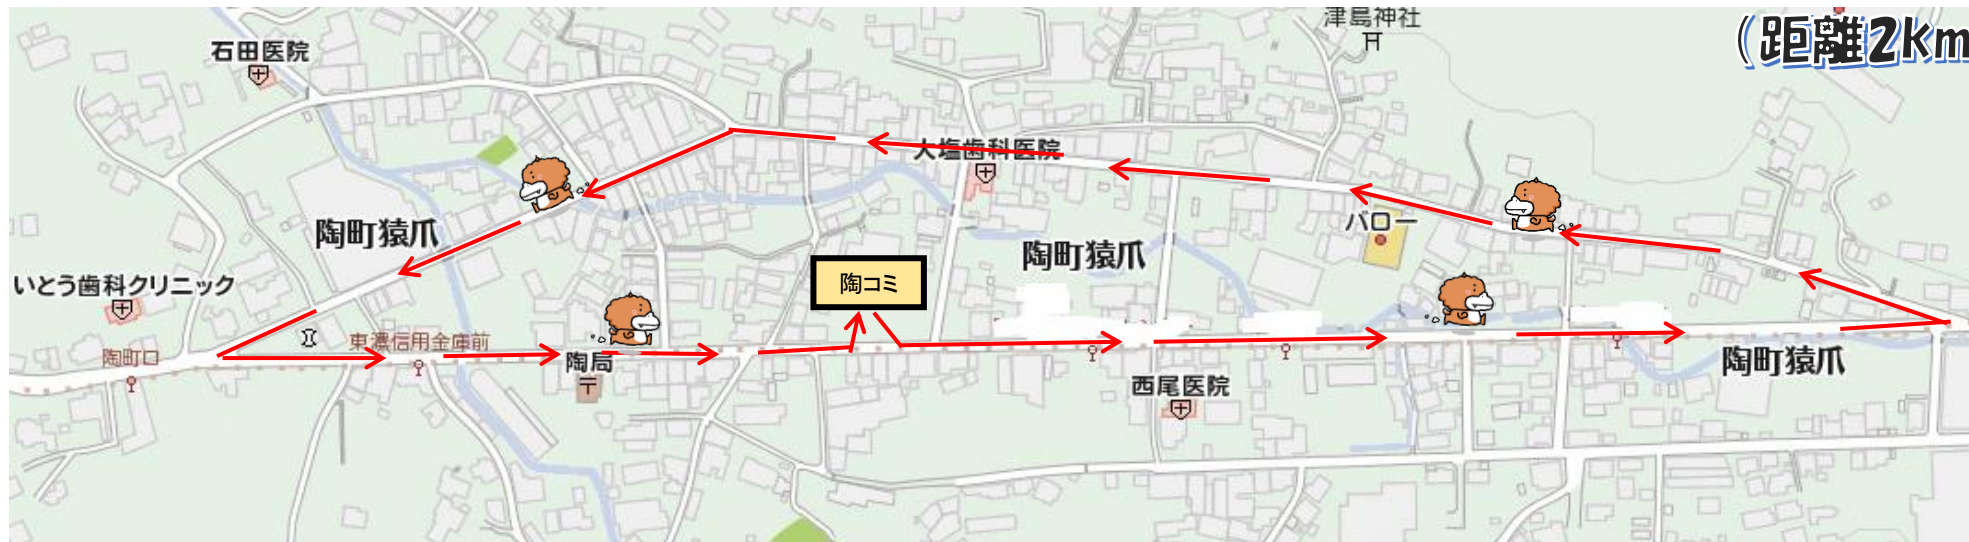 津島神社
(距離2km
石田医院
大塩歯科医院
陶町猿爪
バロー
陶町猿爪
いとう歯科クリニック
陶コミ
東濃信用金庫前
陶町口
陶局
陶町猿爪
西尾医院